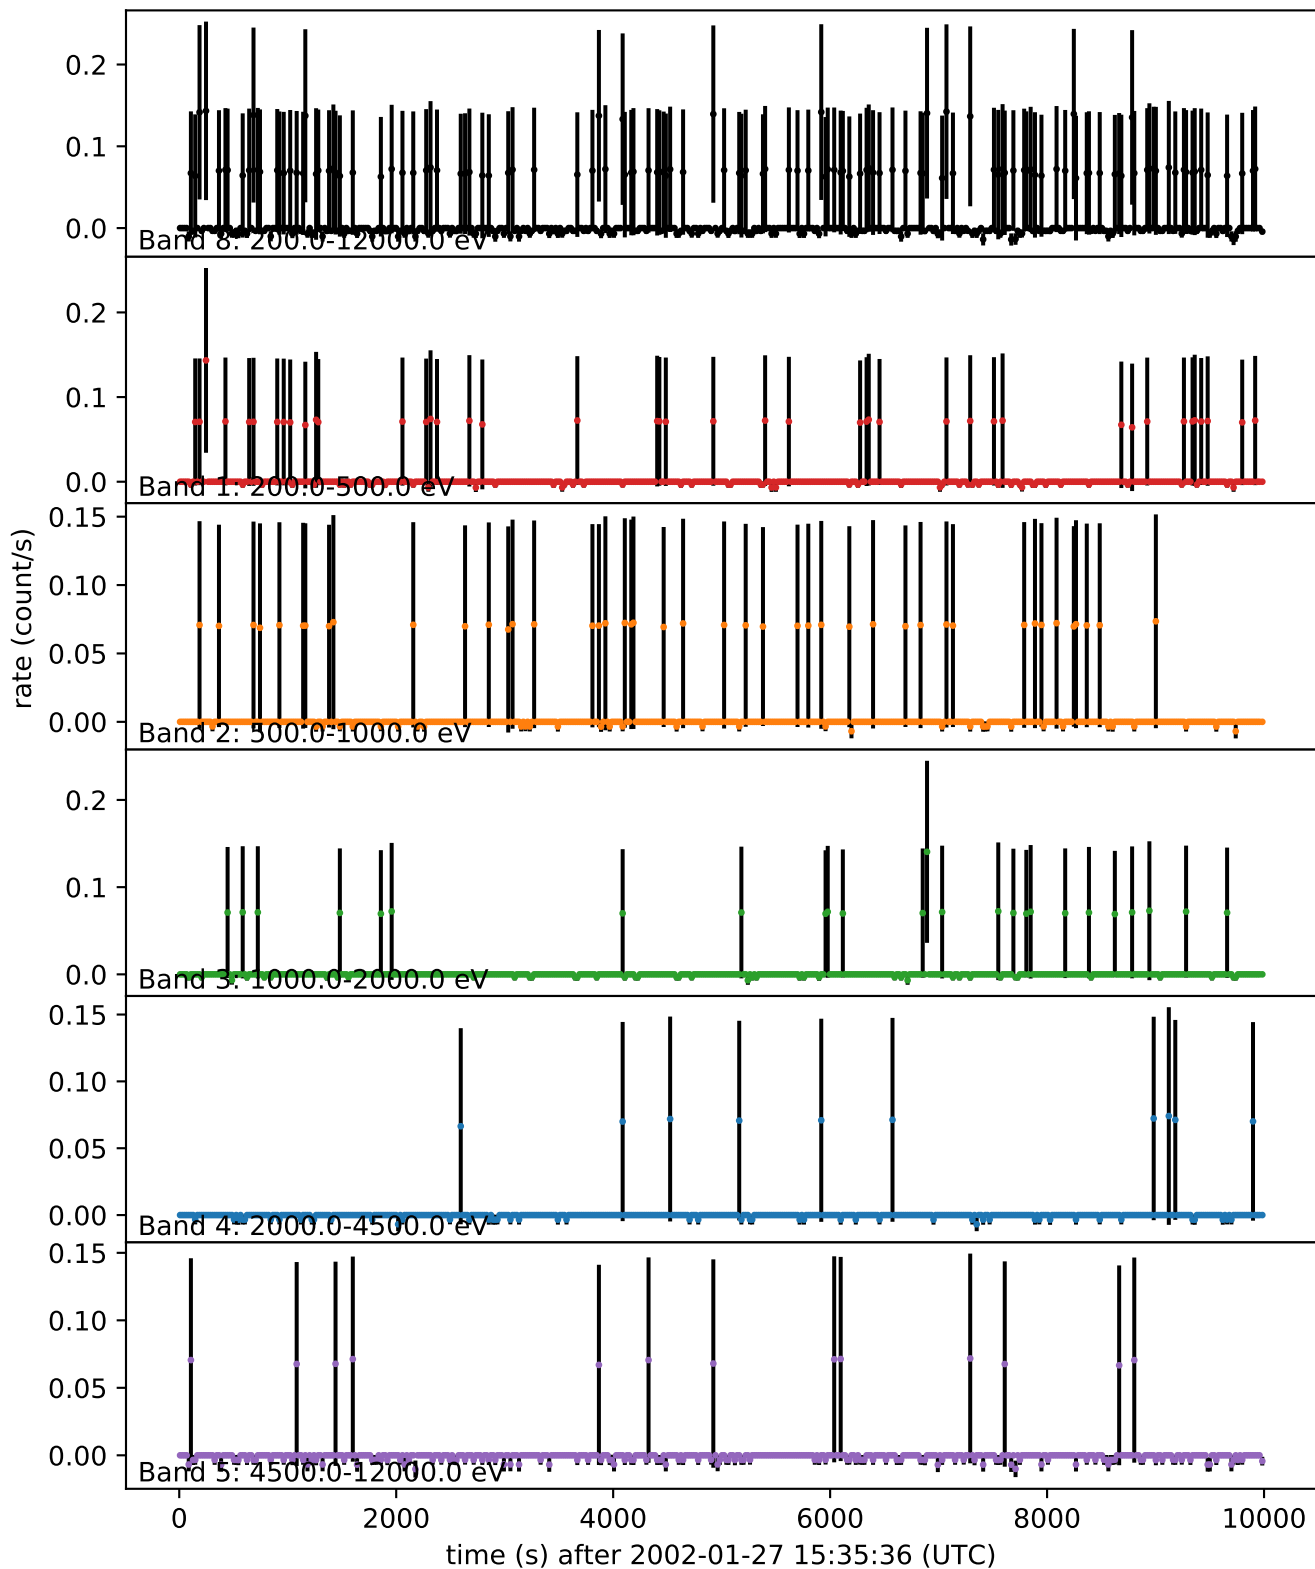 0.2
0.1
0.0
Band 8: 200.0-12000.0 eV
0.2
0.1
0.0
Band 1: 200.0-500.0 eV
0.15
0.10
0.05
0.00
Band 2: 500.0-1000.0 eV
rate (count/s)
0.2
0.1
0.0
Band 3: 1000.0-2000.0 eV
0.15
0.10
0.05
0.00
Band 4: 2000.0-4500.0 eV
0.15
0.10
0.05
0.00
Band 5: 4500.0-12000.0 eV
0 2000 4000 6000 8000 10000
time (s) after 2002-01-27 15:35:36 (UTC)